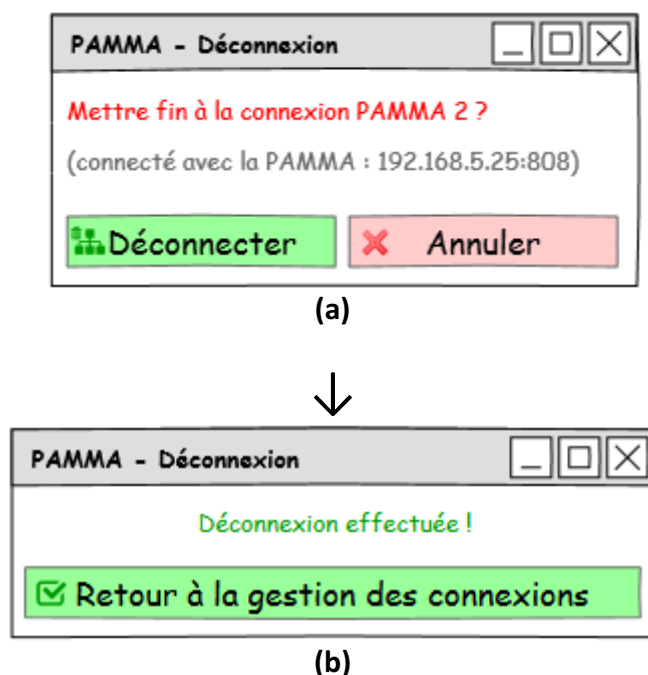 PAMMA - Déconnexion
Mettre fin à la connexion PAMMA 2 ?
(connecté avec la PAMMA : 192.168.5.25:808)
Déconnecter
Annuler
(a)
PAMMA - Déconnexion
Déconnexion effectuée !
Retour à la gestion des connexions
(b)